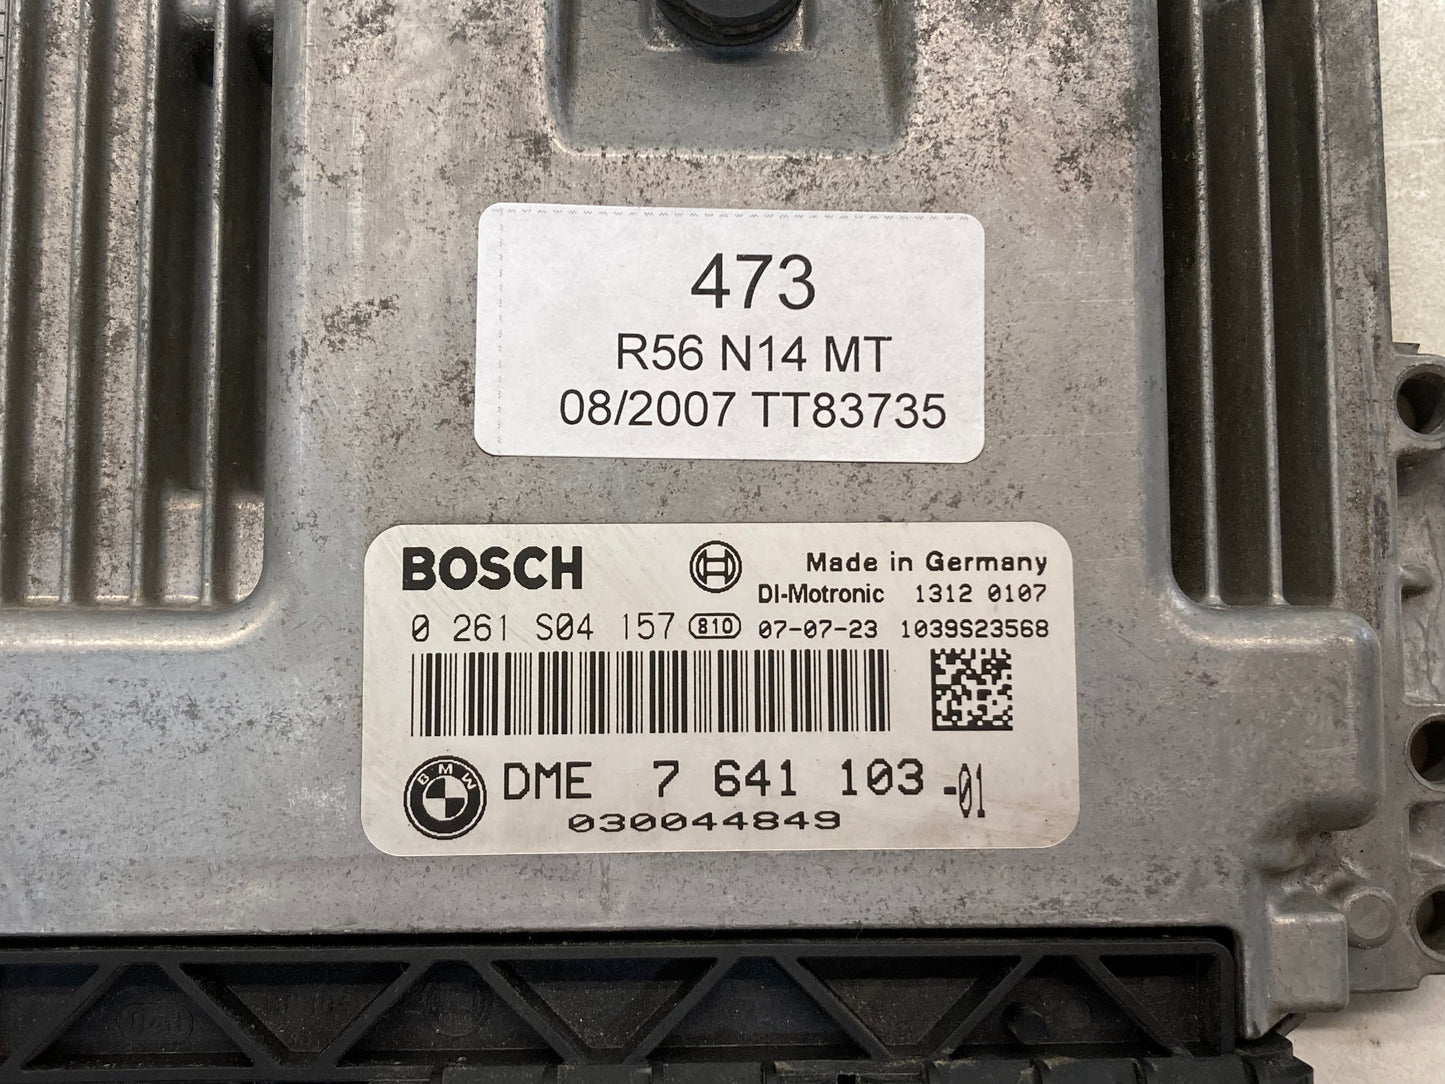 473
R56 N14 MT
08/2007 TT83735
BOSCH Made in Germany
DI-Motronic 1312 0107
0 261 S04 157 810 07-07-23 1039S23568
BMW DME 7 641 103 -01
030044849